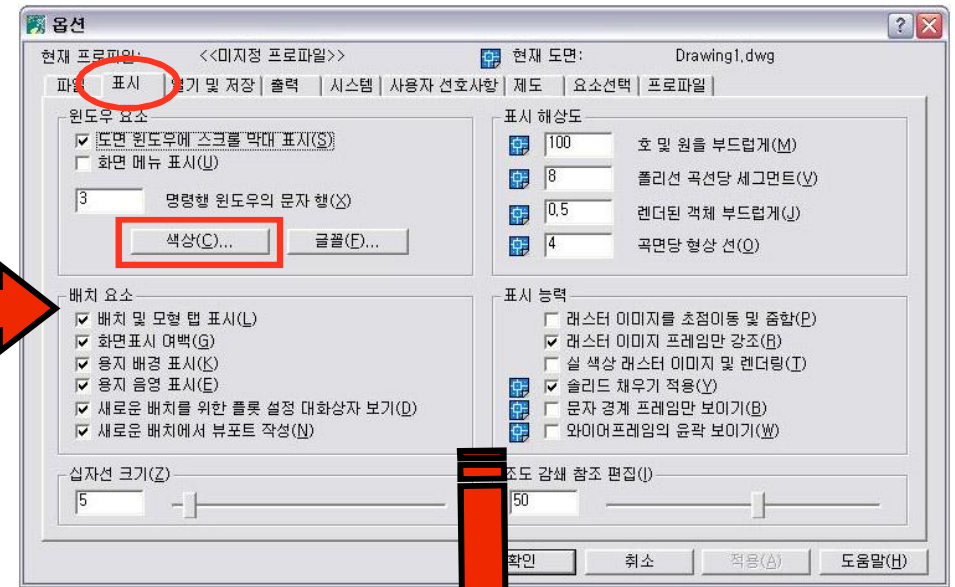 옵션
현재 프로파일: <<미지정 프로파일>> 현재 도면: Drawing1.dwg
파일 표시 열기 및 저장 출력 시스템 사용자 선호사항 제도 요소선택 프로파일
윈도우 요소
도면 윈도우에 스크롤 막대 표시(S)
화면 메뉴 표시(U)
3 명령행 윈도우의 문자 행(X)
색상(C)... 글꼴(F)...
표시 해상도
100 호 및 원을 부드럽게(M)
8 폴리선 곡선당 세그먼트(V)
0.5 렌더된 객체 부드럽게(J)
4 곡면당 형상 선(O)
배치 요소
배치 및 모형 탭 표시(L)
화면표시 여백(G)
용지 배경 표시(K)
용지 음영 표시(E)
새로운 배치를 위한 플롯 설정 대화상자 보기(D)
새로운 배치에서 뷰포트 작성(N)
표시 능력
래스터 이미지를 초점이동 및 줌함(P)
래스터 이미지 프레임만 강조(R)
실 색상 래스터 이미지 및 렌더링(T)
솔리드 채우기 적용(Y)
문자 경계 프레임만 보이기(B)
와이어프레임의 윤곽 보이기(W)
십자선 크기(Z)
5
조도 감쇄 참조 편집(I)
50
확인 취소 적용(A) 도움말(H)